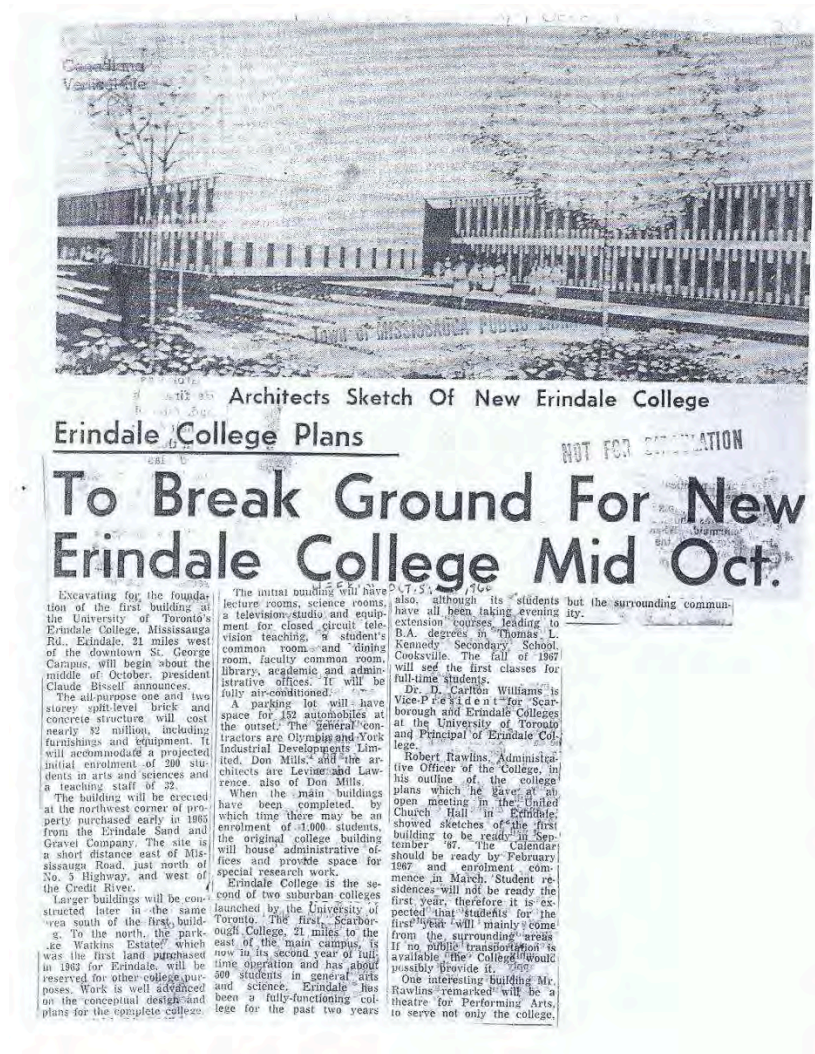 Canadiana
Vertical File
Town of MISSISSAUGA PUBLIC
Architects Sketch Of New Erindale College
Erindale College Plans
NOT FOR
To Break Ground For New
Erindale College Mid Oct.
Excavating for the founda-
tion of the first building at
the University of Toronto's
Erindale College, Mississauga
Rd., Erindale, 21 miles west
of the downtown St. George
Campus, will begin about the
middle of October, president
Claude Bissell announces.
The all-purpose one and two
storey split-level brick and
concrete structure will cost
nearly $2 million, including
furnishings and equipment. It
will accommodate a projected
initial enrolment of 200 stu-
dents in arts and sciences and
a teaching staff of 32.
The building will be erected
at the northwest corner of pro-
perty purchased early in 1965
from the Erindale Sand and
Gravel Company. The site is
a short distance east of Mis-
sissauga Road, just north of
No. 5 Highway, and west of
the Credit River.
Larger buildings will be con-
structed later in the same
area south of the first build-
g. To the north, the park-
.ke Watkins Estate which
was the first land purchased
in 1963 for Erindale, will be
reserved for other college pur-
poses. Work is well advanced
on the conceptual design and
plans for the complete college.
The initial building will have
lecture rooms, science rooms,
a television studio and equip-
ment for closed circuit tele-
vision teaching, a student's
common room and dining
room, faculty common room,
library, academic and admin-
istrative offices. It will be
fully air-conditioned.
A parking lot will have
space for 152 automobiles at
the outset. The general con-
tractors are Olympia and York
Industrial Developments Lim-
ited, Don Mills, and the ar-
chitects are Levine and Law-
rence, also of Don Mills.
When the main buildings
have been completed, by
which time there may be an
enrolment of 1,000 students,
the original college building
will house administrative of-
fices and provide space for
special research work.
Erindale College is the se-
cond of two suburban colleges
launched by the University of
Toronto. The first, Scarbor-
ough College, 21 miles to the
east of the main campus, is
now in its second year of full-
time operation and has about
500 students in general arts
and science. Erindale has
been a fully-functioning col-
lege for the past two years
also, although its students
have all been taking evening
extension courses leading to
B.A. degrees in Thomas L.
Kennedy Secondary School,
Cooksville. The fall of 1967
will see the first classes for
full-time students.
Dr. D. Carlton Williams is
Vice-President for Scar-
borough and Erindale Colleges
at the University of Toronto
and Principal of Erindale Col-
lege.
Robert Rawlins, Administra-
tive Officer of the College, in
his outline of the college
plans which he gave at an
open meeting in the United
Church Hall in Erindale,
showed sketches of the first
building to be ready in Sep-
tember '67. The Calendar
should be ready by February
1967 and enrolment com-
mence in March. Student re-
sidences will not be ready the
first year, therefore it is ex-
pected that students for the
first year will mainly come
from the surrounding areas
If no public transportation is
available the College would
possibly provide it.
One interesting building Mr.
Rawlins remarked will be a
theatre for Performing Arts,
to serve not only the college,
but the surrounding commun-
ity.